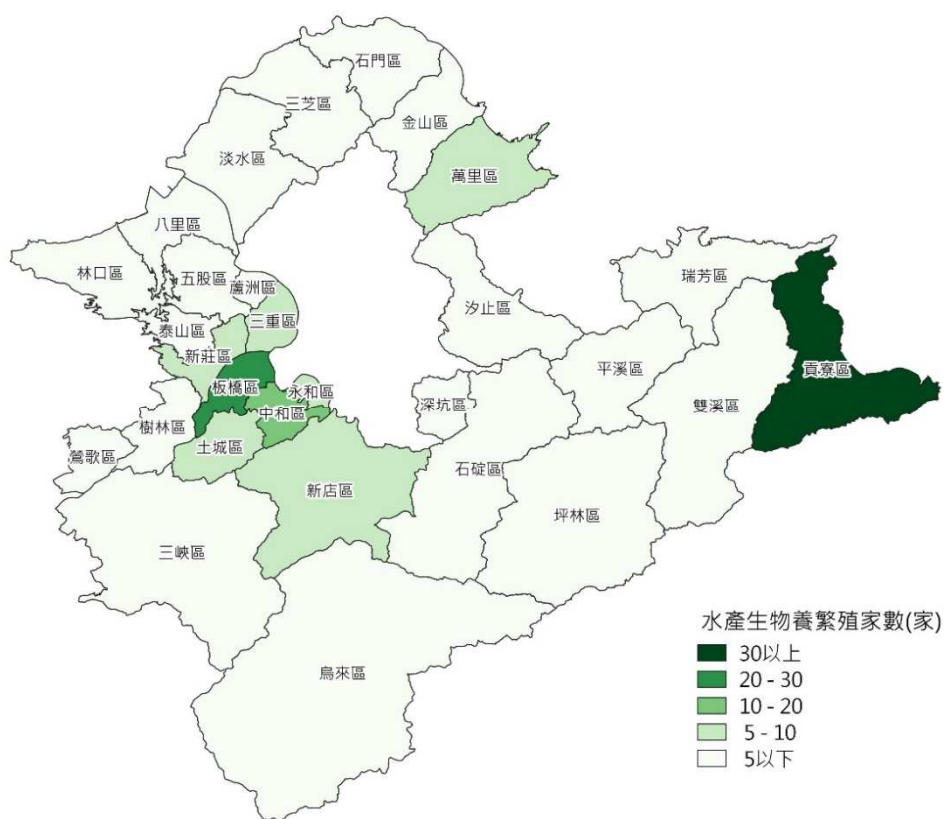 石門區
三芝區
金山區
淡水區
萬里區
八里區
林口區
五股區
蘆洲區
瑞芳區
汐止區
三重區
泰山區
新莊區
平溪區
貢寮區
板橋區
永和區
深坑區
雙溪區
中和區
樹林區
土城區
鶯歌區
石碇區
新店區
坪林區
三峽區
烏來區
水產生物養繁殖家數(家)
30以上
20 - 30
10 - 20
5 - 10
5以下